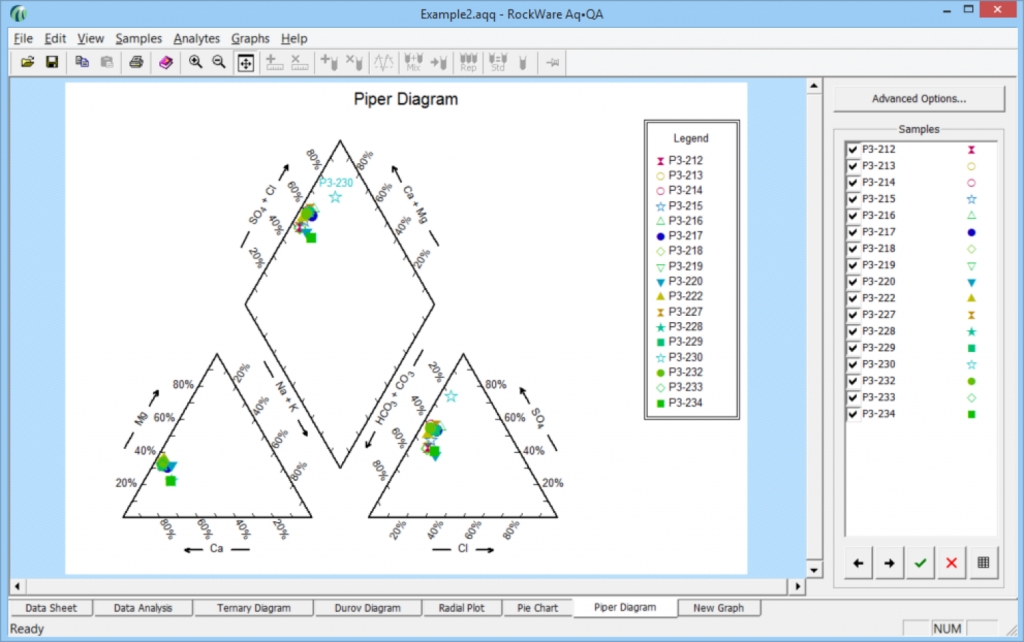 Example2.aqq - RockWare Aq•QA
File Edit View Samples Analytes Graphs Help
Mix Rep Std
Piper Diagram
80% 80%
P3-230
60% 60%
SO4 + Cl Ca + Mg
40% 40%
20% 20%
Legend
P3-212
P3-213
P3-214
P3-215
P3-216
P3-217
P3-218
P3-219
P3-220
P3-222
P3-227
P3-228
P3-229
P3-230
P3-232
P3-233
P3-234
80% 20%
Mg Na + K
60% 40%
40% 60%
20% 80%
80% 60% 40% 20%
Ca
20% 80%
HCO3 + CO3 SO4
40% 60%
60% 40%
80% 20%
20% 40% 60% 80%
Cl
Advanced Options...
Samples
P3-212
P3-213
P3-214
P3-215
P3-216
P3-217
P3-218
P3-219
P3-220
P3-222
P3-227
P3-228
P3-229
P3-230
P3-232
P3-233
P3-234
Data Sheet Data Analysis Ternary Diagram Durov Diagram Radial Plot Pie Chart Piper Diagram New Graph
Ready NUM